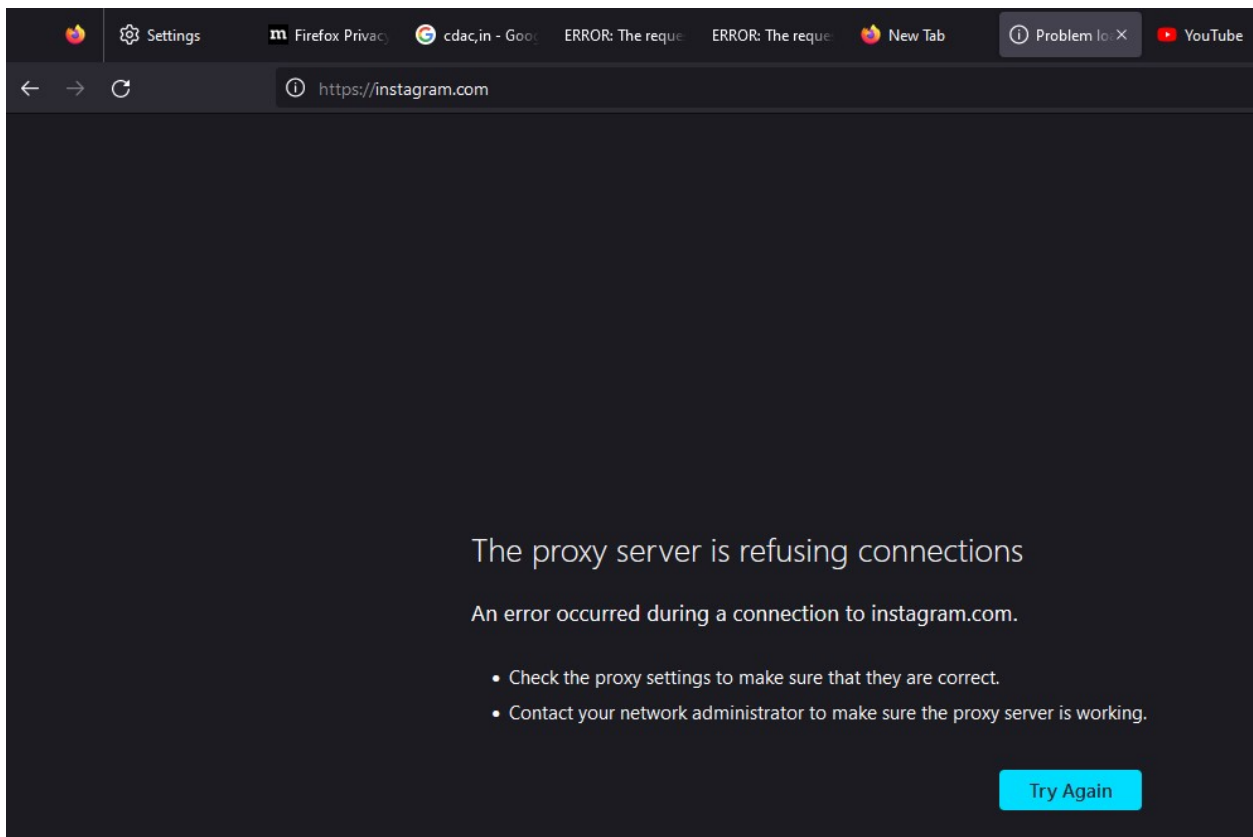 Settings
Firefox Privacy
cdac,in - Goog
ERROR: The reque
ERROR: The reque
New Tab
Problem lo
YouTube
https://instagram.com
The proxy server is refusing connections
An error occurred during a connection to instagram.com.
• Check the proxy settings to make sure that they are correct.
• Contact your network administrator to make sure the proxy server is working.
Try Again